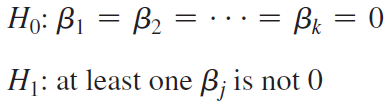 H₀: β₁ = β₂ = ⋯ = βₖ = 0
H₁: at least one βⱼ is not 0